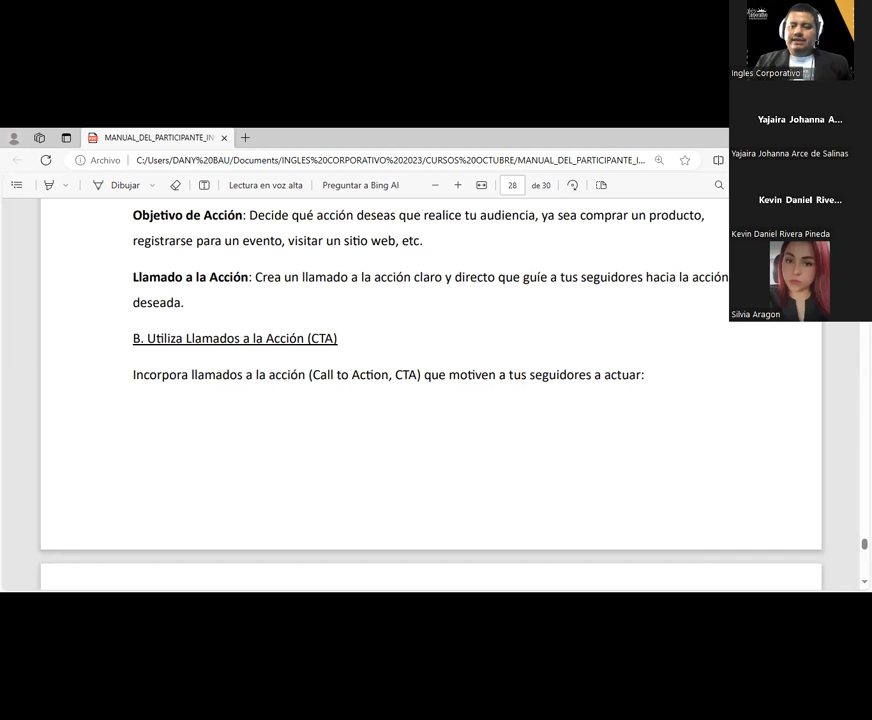 Ingles Corporativo
Yajaira Johanna A...
Yajaira Johanna Arce de Salinas
Kevin Daniel Rive...
Kevin Daniel Rivera Pineda
Silvia Aragon
MANUAL_DEL_PARTICIPANTE_IN
Archivo
C:/Users/DANY%20BAU/Documents/INGLES%20CORPORATIVO%202023/CURSOS%20OCTUBRE/MANUAL_DEL_PARTICIPANTE_I...
Dibujar
Lectura en voz alta
Preguntar a Bing AI
28
de 30
Objetivo de Acción: Decide qué acción deseas que realice tu audiencia, ya sea comprar un producto,
registrarse para un evento, visitar un sitio web, etc.
Llamado a la Acción: Crea un llamado a la acción claro y directo que guíe a tus seguidores hacia la acción
deseada.
B. Utiliza Llamados a la Acción (CTA)
Incorpora llamados a la acción (Call to Action, CTA) que motiven a tus seguidores a actuar: